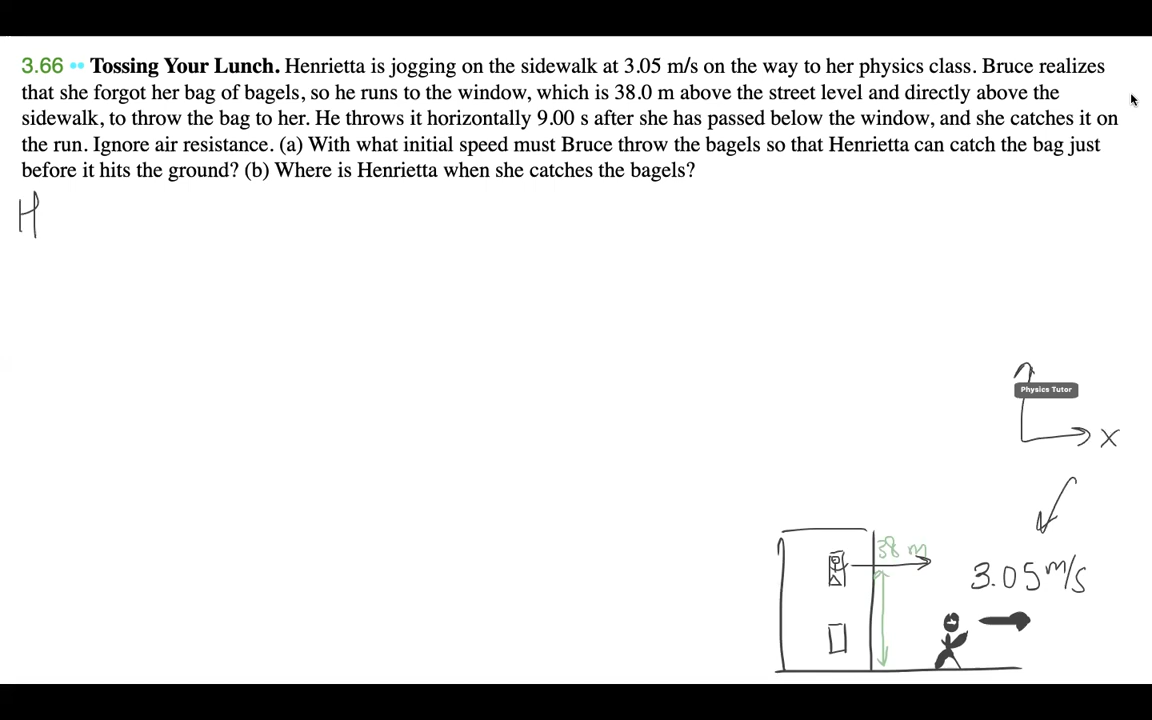 3.66 •• Tossing Your Lunch. Henrietta is jogging on the sidewalk at 3.05 m/s on the way to her physics class. Bruce realizes
that she forgot her bag of bagels, so he runs to the window, which is 38.0 m above the street level and directly above the
sidewalk, to throw the bag to her. He throws it horizontally 9.00 s after she has passed below the window, and she catches it on
the run. Ignore air resistance. (a) With what initial speed must Bruce throw the bagels so that Henrietta can catch the bag just
before it hits the ground? (b) Where is Henrietta when she catches the bagels?
H
Physics Tutor
X
38 m
3.05 m/s